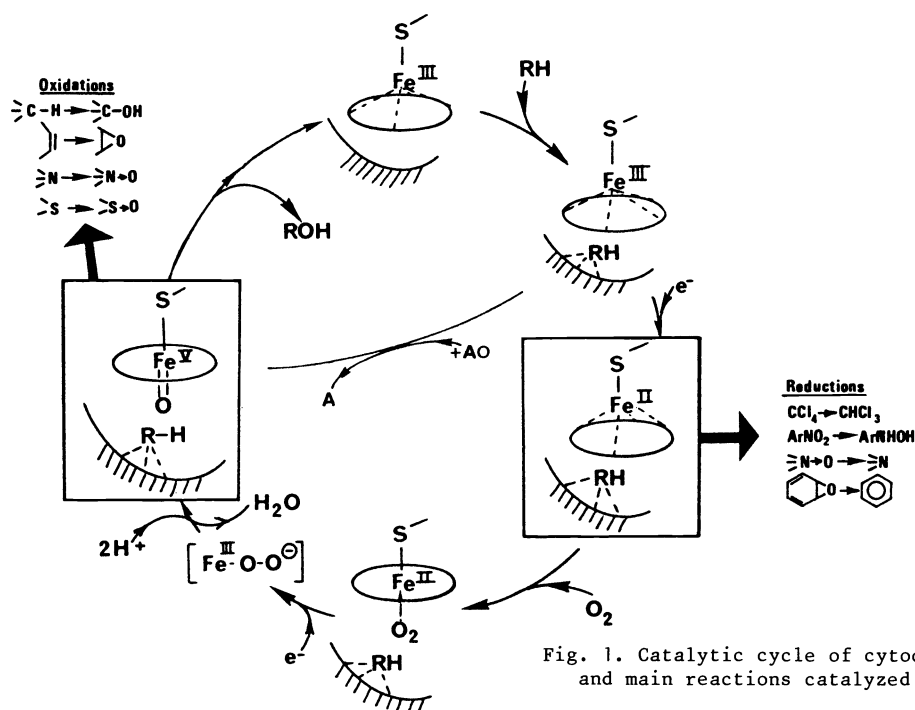 Oxidations
C-H → C-OH
O
N → N→O
S → S→O
S
Fe III
RH
S
Fe III
RH
e-
ROH
S
Fe V
O
R-H
+AO
A
S
Fe II
RH
Reductions
CCl4 → CHCl3
ArNO2 → ArNHOH
N→O → N
O
H2O
2H+
[Fe III-O-O⊖]
e-
S
Fe II
O2
RH
O2
Fig. 1. Catalytic cycle of
and main reactions catalyzed